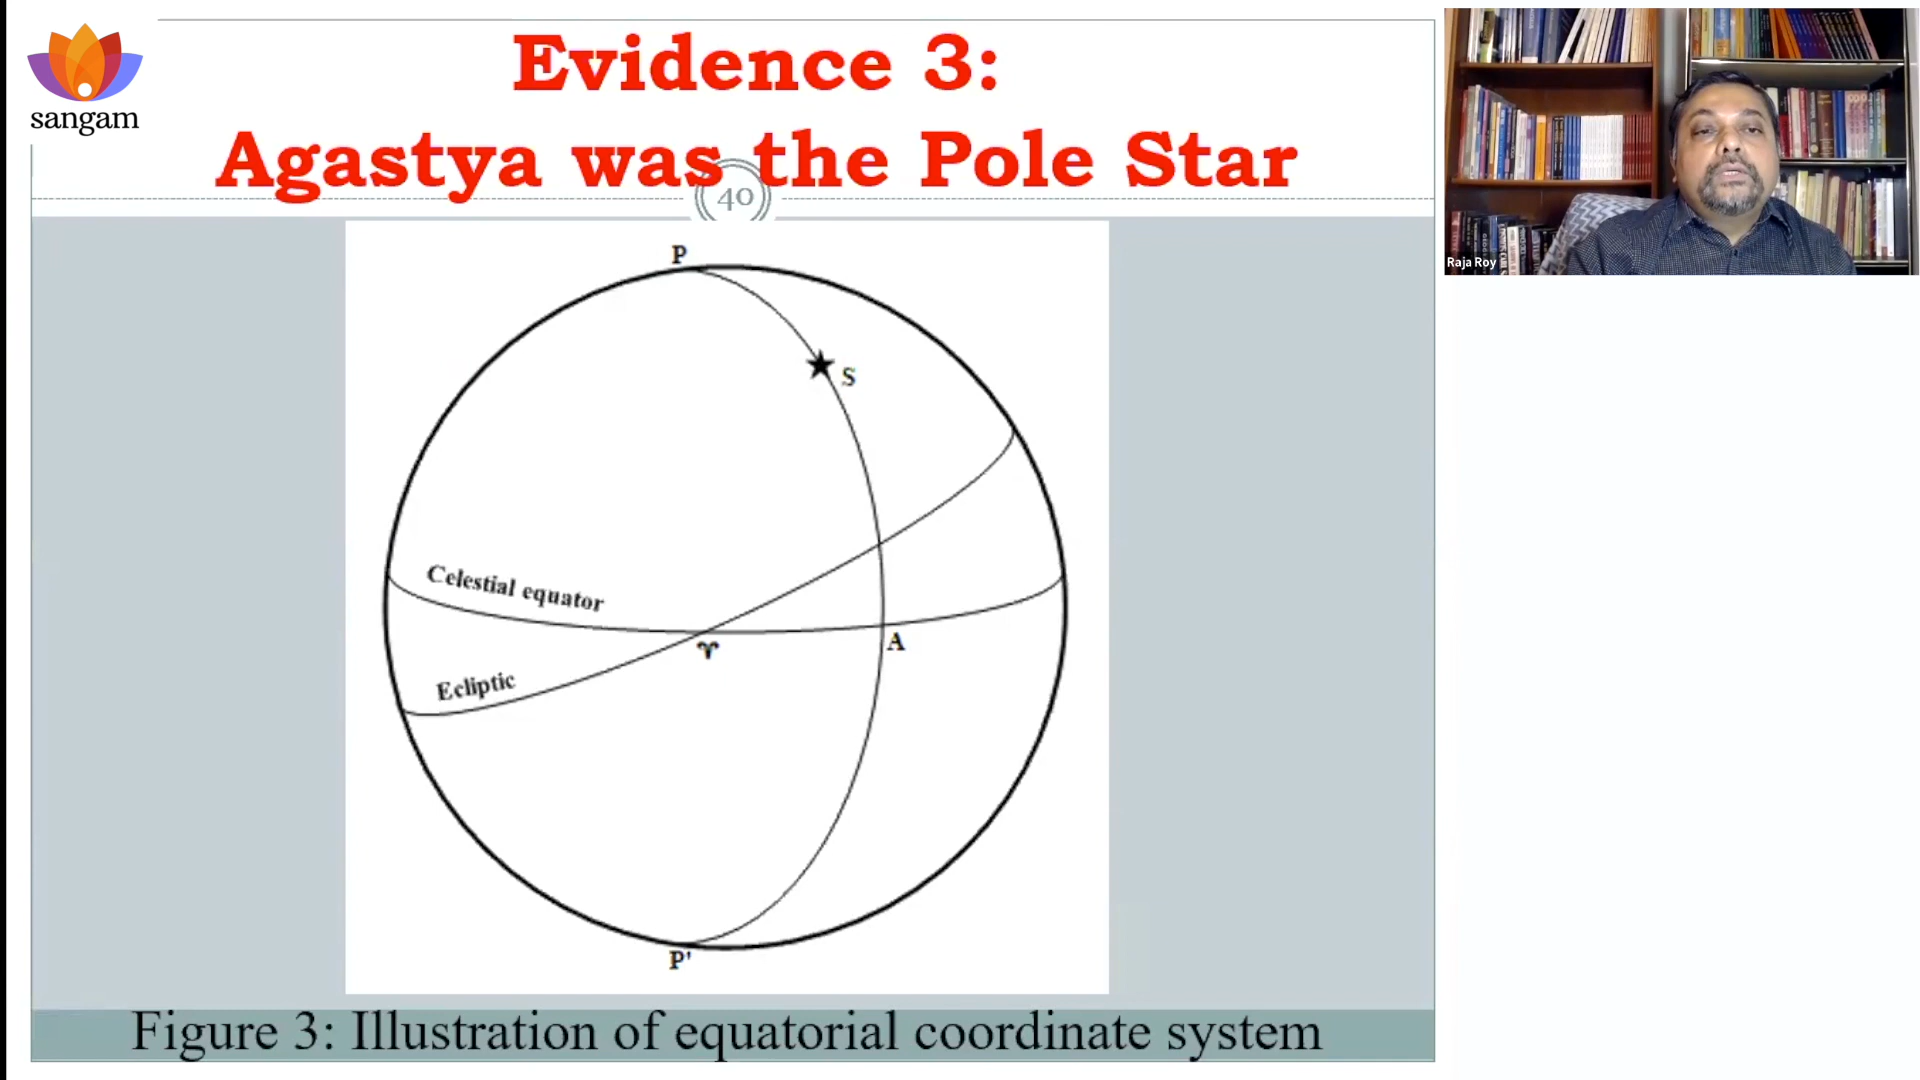 sangam
Evidence 3:
Agastya was the Pole Star
40
P
S
Celestial equator
♈
A
Ecliptic
P'
Figure 3: Illustration of equatorial coordinate system
Raja Roy